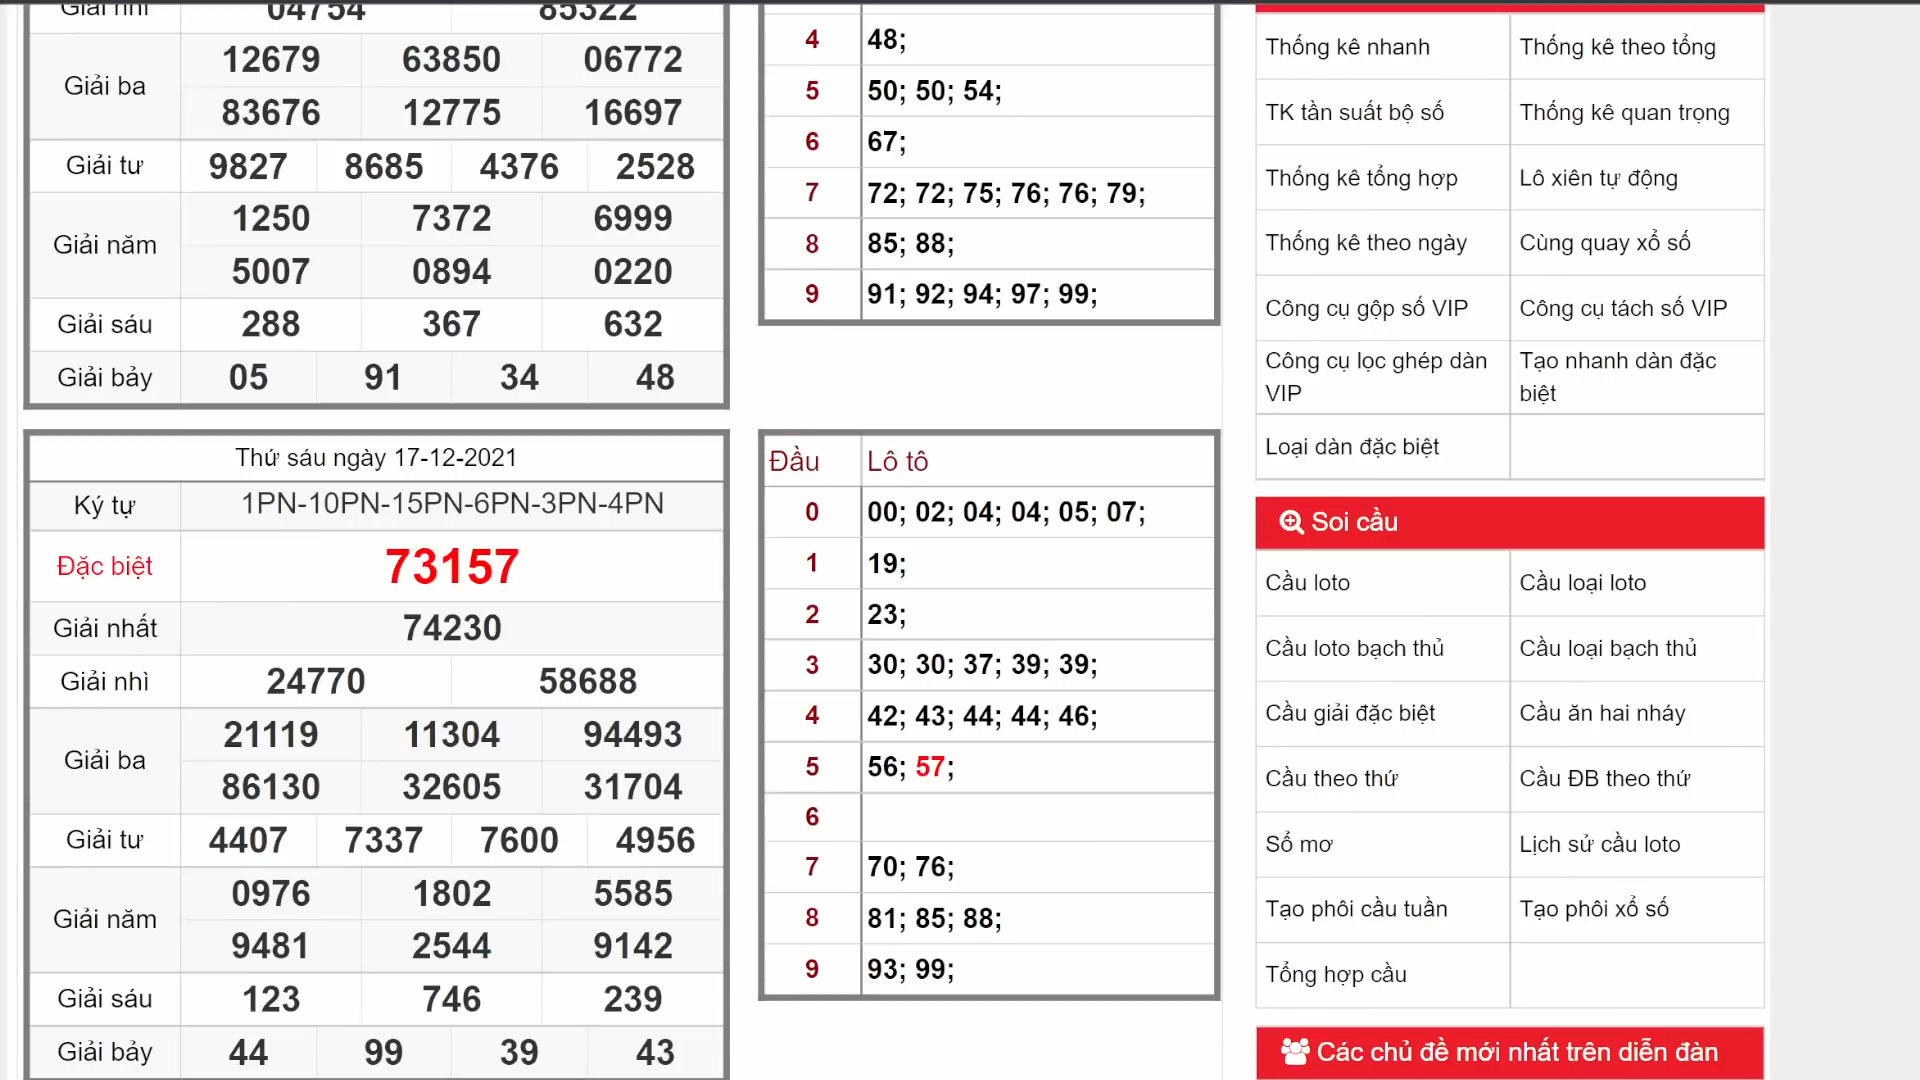 Giải nhì 04754 85322
Giải ba
12679 63850 06772
83676 12775 16697
Giải tư 9827 8685 4376 2528
Giải năm
1250 7372 6999
5007 0894 0220
Giải sáu 288 367 632
Giải bảy 05 91 34 48
4 48;
5 50; 50; 54;
6 67;
7 72; 72; 75; 76; 76; 79;
8 85; 88;
9 91; 92; 94; 97; 99;
Thứ sáu ngày 17-12-2021
Ký tự 1PN-10PN-15PN-6PN-3PN-4PN
Đặc biệt 73157
Giải nhất 74230
Giải nhì 24770 58688
Giải ba
21119 11304 94493
86130 32605 31704
Giải tư 4407 7337 7600 4956
Giải năm
0976 1802 5585
9481 2544 9142
Giải sáu 123 746 239
Giải bảy 44 99 39 43
Đầu Lô tô
0 00; 02; 04; 04; 05; 07;
1 19;
2 23;
3 30; 30; 37; 39; 39;
4 42; 43; 44; 44; 46;
5 56; 57;
6
7 70; 76;
8 81; 85; 88;
9 93; 99;
Thống kê nhanh Thống kê theo tổng
TK tần suất bộ số Thống kê quan trọng
Thống kê tổng hợp Lô xiên tự động
Thống kê theo ngày Cùng quay xổ số
Công cụ gộp số VIP Công cụ tách số VIP
Công cụ lọc ghép dàn Tạo nhanh dàn đặc
VIP biệt
Loại dàn đặc biệt
Soi cầu
Cầu loto Cầu loại loto
Cầu loto bạch thủ Cầu loại bạch thủ
Cầu giải đặc biệt Cầu ăn hai nháy
Cầu theo thứ Cầu ĐB theo thứ
Sổ mơ Lịch sử cầu loto
Tạo phôi cầu tuần Tạo phôi xổ số
Tổng hợp cầu
Các chủ đề mới nhất trên diễn đàn